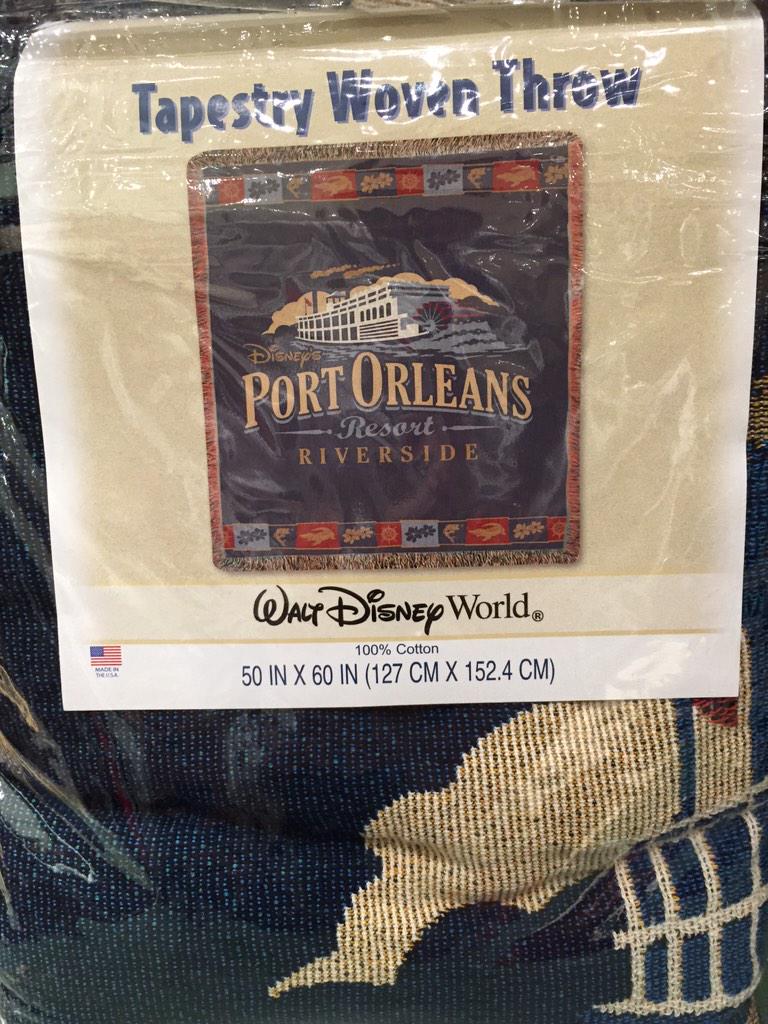 Tapestry Woven Throw
Disney's
PORT ORLEANS
Resort
RIVERSIDE
WALT DISNEY World®
100% Cotton
MADE IN
THE U.S.A.
50 IN X 60 IN (127 CM X 152.4 CM)